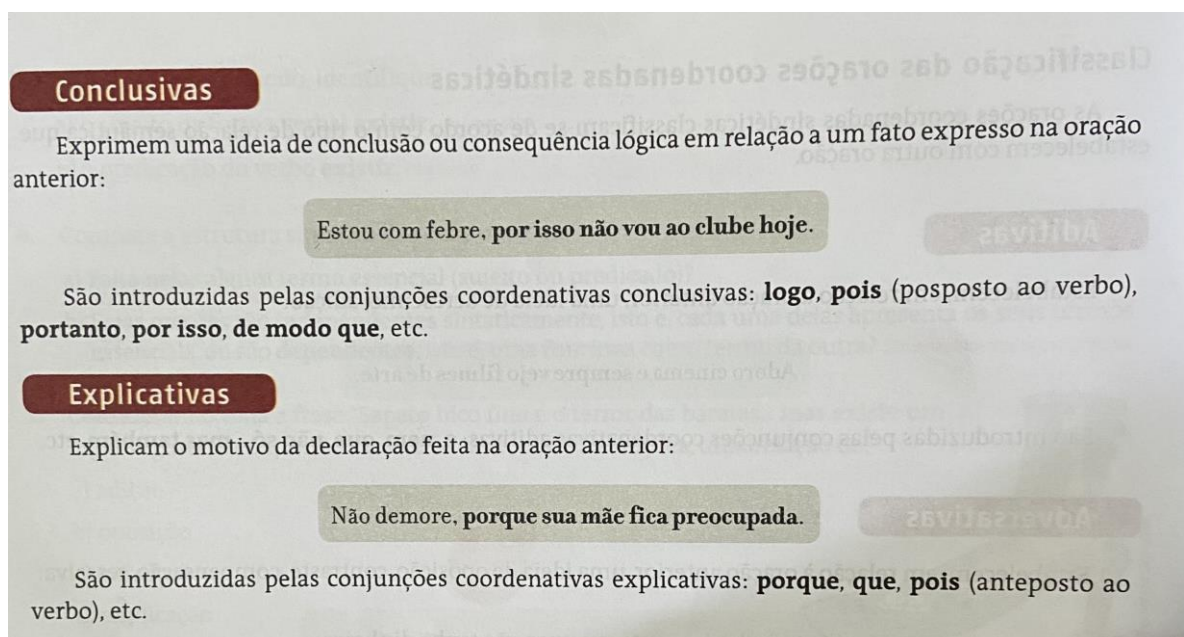 Conclusivas
Exprimem uma ideia de conclusão ou consequência lógica em relação a um fato expresso na oração
anterior:
Estou com febre, por isso não vou ao clube hoje.
São introduzidas pelas conjunções coordenativas conclusivas: logo, pois (posposto ao verbo),
portanto, por isso, de modo que, etc.
Explicativas
Explicam o motivo da declaração feita na oração anterior:
Não demore, porque sua mãe fica preocupada.
São introduzidas pelas conjunções coordenativas explicativas: porque, que, pois (anteposto ao
verbo), etc.